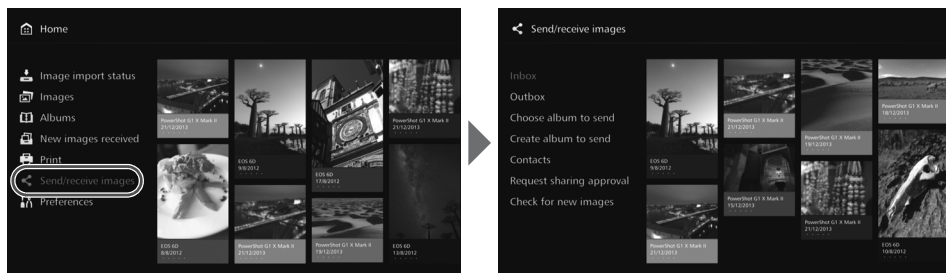 Home
Image import status
Images
Albums
New images received
Print
Send/receive images
Preferences
PowerShot G1 X Mark II
21/12/2013
EOS 6D
8/8/2012
EOS 6D
9/8/2012
PowerShot G1 X Mark II
21/12/2013
EOS 6D
17/8/2012
PowerShot G1 X Mark II
19/12/2013
PowerShot G1 X Mark II
21/12/2013
EOS 6D
13/8/2012
Send/receive images
Inbox
Outbox
Choose album to send
Create album to send
Contacts
Request sharing approval
Check for new images
EOS 6D
9/8/2012
PowerShot G1 X Mark II
21/12/2013
PowerShot G1 X Mark II
21/12/2013
PowerShot G1 X Mark II
15/12/2013
PowerShot G1 X Mark II
19/12/2013
PowerShot G1 X Mark II
21/12/2013
PowerShot G1 X Mark II
18/12/2013
EOS 6D
10/8/2012